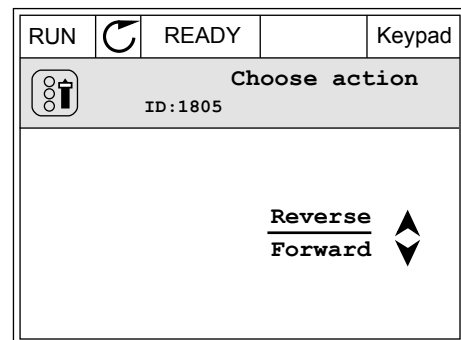 RUN READY Keypad
Choose action
ID:1805
Reverse
Forward